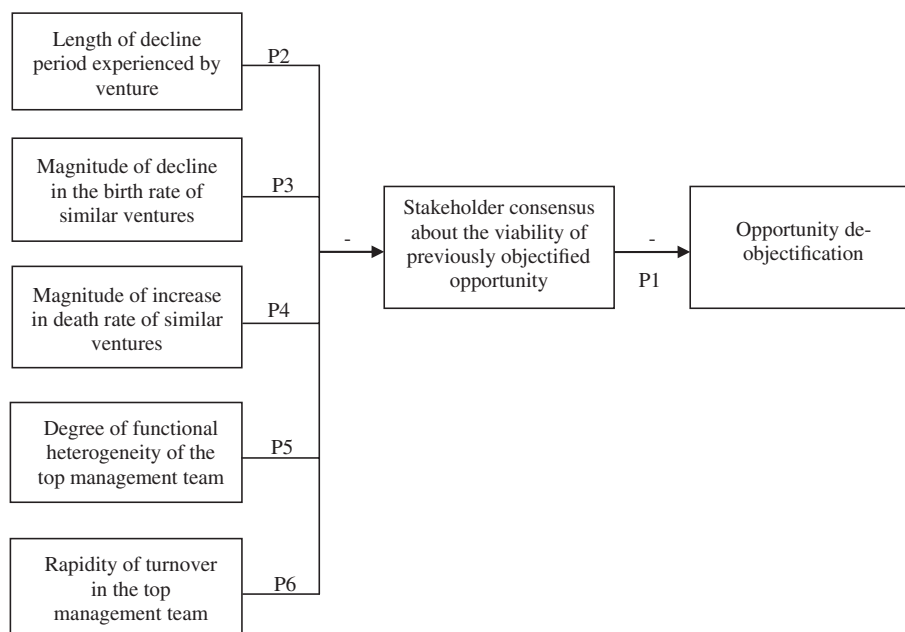 Length of decline
period experienced by
venture
P2
Magnitude of decline
in the birth rate of
similar ventures
P3
Magnitude of increase
in death rate of similar
ventures
P4
Degree of functional
heterogeneity of the
top management team
P5
Rapidity of turnover
in the top
management team
P6
-
Stakeholder consensus
about the viability of
previously objectified
opportunity
-
P1
Opportunity de-
objectification